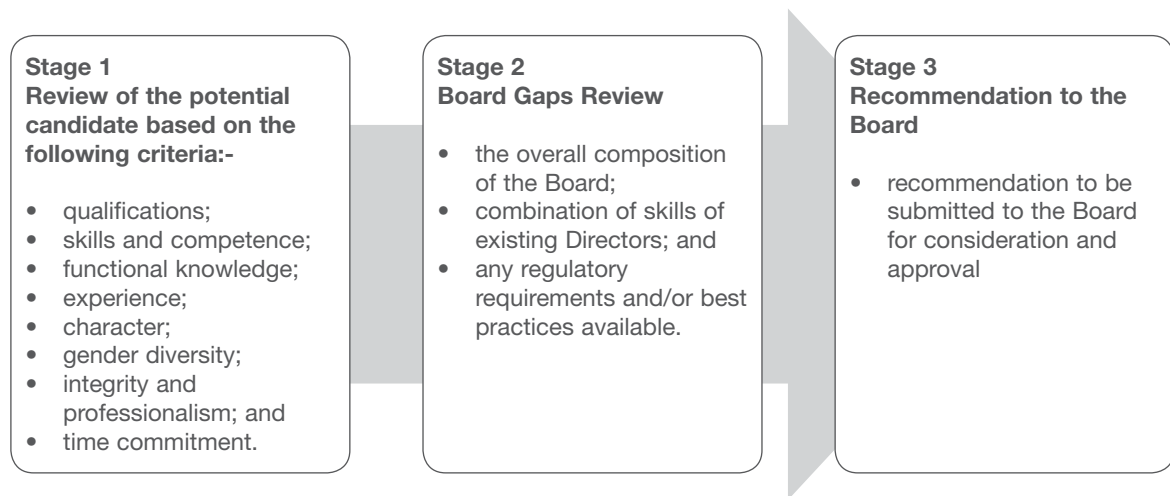 Stage 1
Review of the potential
candidate based on the
following criteria:-
• qualifications;
• skills and competence;
• functional knowledge;
• experience;
• character;
• gender diversity;
• integrity and
professionalism; and
• time commitment.
Stage 2
Board Gaps Review
• the overall composition
of the Board;
• combination of skills of
existing Directors; and
• any regulatory
requirements and/or best
practices available.
Stage 3
Recommendation to the
Board
• recommendation to be
submitted to the Board
for consideration and
approval